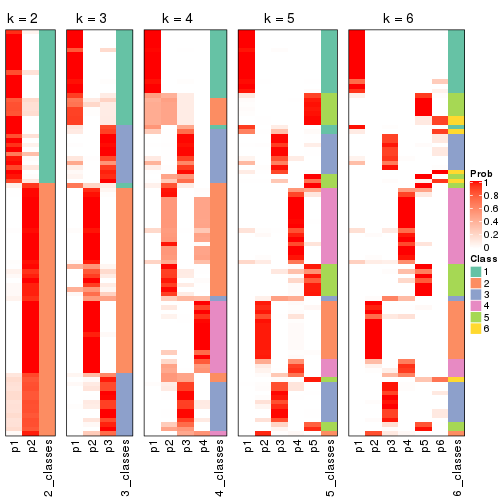 k = 2
k = 3
k = 4
k = 5
k = 6
Prob
1
0.8
0.6
0.4
0.2
0
Class
1
2
3
4
5
6
p1
p2
2_classes
p1
p2
p3
3_classes
p1
p2
p3
p4
4_classes
p1
p2
p3
p4
p5
5_classes
p1
p2
p3
p4
p5
p6
6_classes